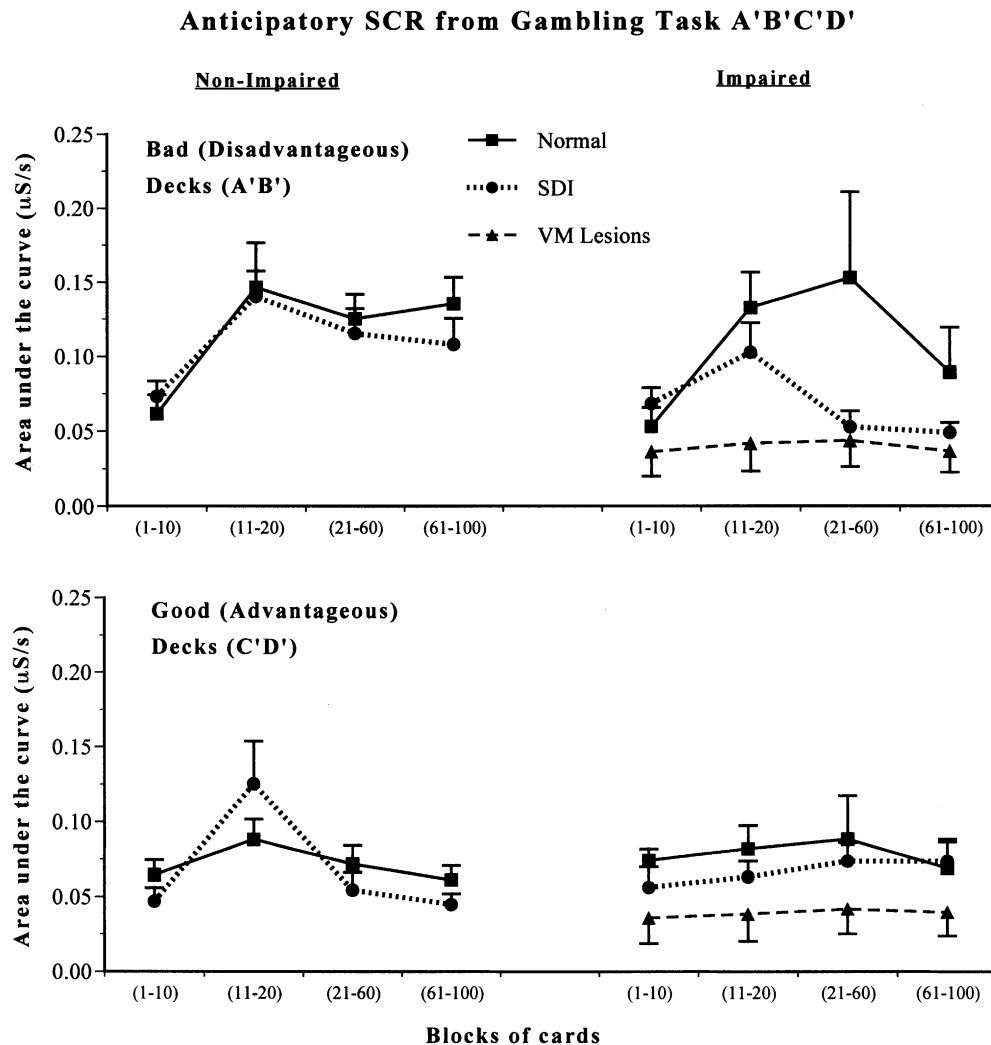 Anticipatory SCR from Gambling Task A'B'C'D'
Non-Impaired
Impaired
Bad (Disadvantageous)
Decks (A'B')
Normal
SDI
VM Lesions
Area under the curve (uS/s)
0.25
0.20
0.15
0.10
0.05
0.00
(1-10) (11-20) (21-60) (61-100) (1-10) (11-20) (21-60) (61-100)
Good (Advantageous)
Decks (C'D')
Area under the curve (uS/s)
0.25
0.20
0.15
0.10
0.05
0.00
(1-10) (11-20) (21-60) (61-100) (1-10) (11-20) (21-60) (61-100)
Blocks of cards